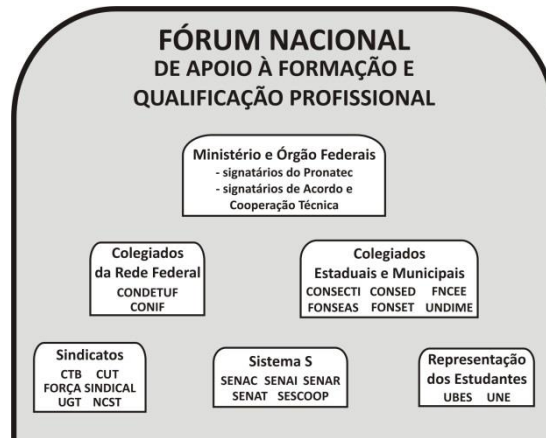 FÓRUM NACIONAL
DE APOIO À FORMAÇÃO E
QUALIFICAÇÃO PROFISSIONAL
Ministério e Órgão Federais
- signatários do Pronatec
- signatários de Acordo e
Cooperação Técnica
Colegiados
da Rede Federal
CONDETUF
CONIF
Colegiados
Estaduais e Municipais
CONSECTI CONSED FNCEE
FONSEAS FONSET UNDIME
Sindicatos
CTB CUT
FORÇA SINDICAL
UGT NCST
Sistema S
SENAC SENAI SENAR
SENAT SESCOOP
Representação
dos Estudantes
UBES UNE